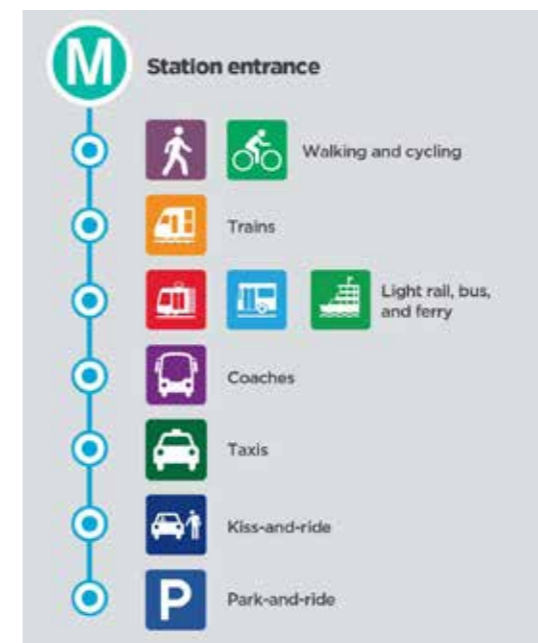 M
Station entrance
Walking and cycling
Trains
Light rail, bus,
and ferry
Coaches
Taxis
Kiss-and-ride
P
Park-and-ride